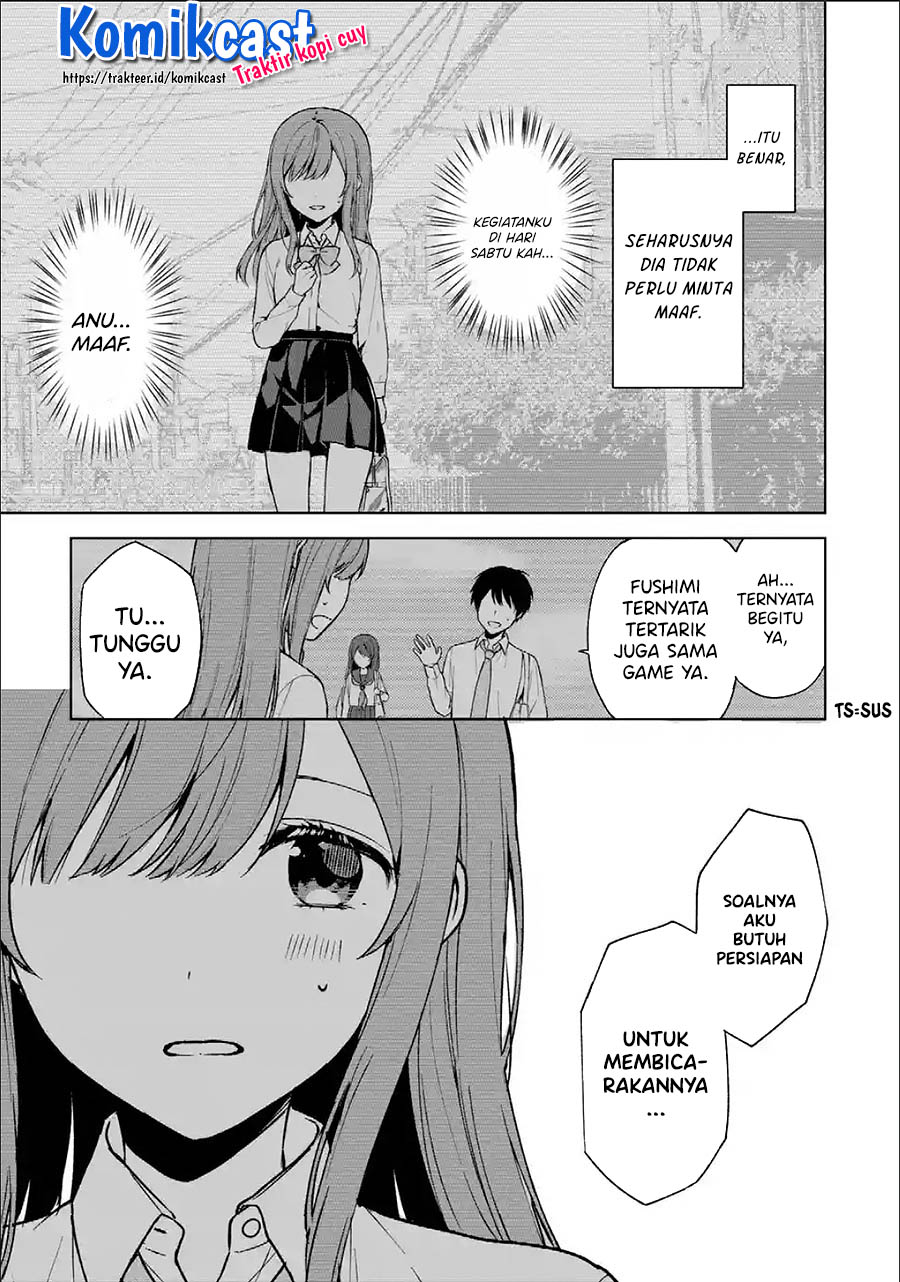 Komikcast
Traktir kopi cuy
https://trakteer.id/komikcast
...ITU
BENAR,
SEHARUSNYA
DIA TIDAK
PERLU MINTA
MAAF.
KEGIATANKU
DI HARI
SABTU KAH...
ANU...
MAAF.
AH...
TERNYATA
BEGITU
YA,
FUSHIMI
TERNYATA
TERTARIK
JUGA SAMA
GAME YA.
TU...
TUNGGU
YA.
TS=SUS
SOALNYA
AKU
BUTUH
PERSIAPAN
UNTUK
MEMBICA-
RAKANNYA
...